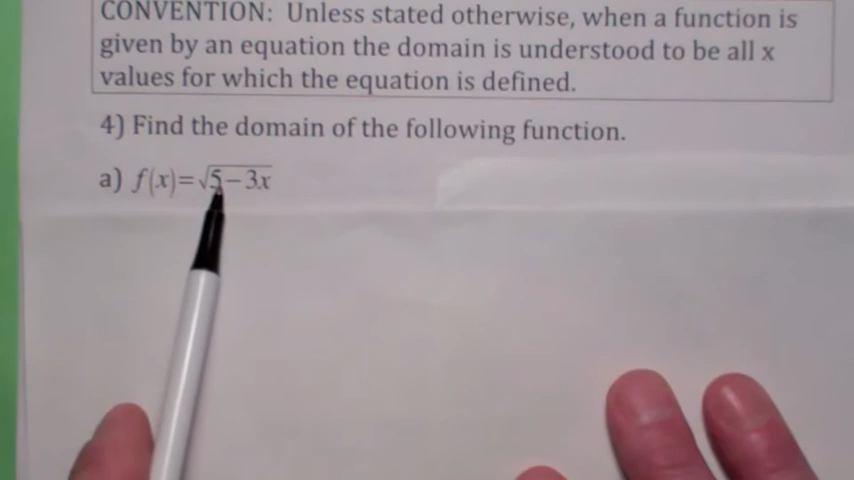 CONVENTION: Unless stated otherwise, when a function is
given by an equation the domain is understood to be all x
values for which the equation is defined.
4) Find the domain of the following function.
a) f(x)=√5−3x